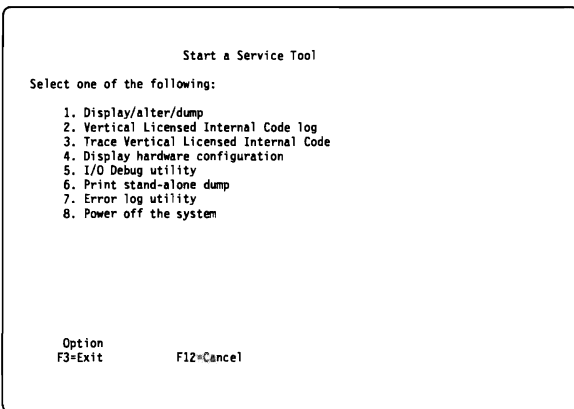 Start a Service Tool
Select one of the following:
1. Display/alter/dump
2. Vertical Licensed Internal Code log
3. Trace Vertical Licensed Internal Code
4. Display hardware configuration
5. I/O Debug utility
6. Print stand-alone dump
7. Error log utility
8. Power off the system
Option
F3=Exit F12=Cancel